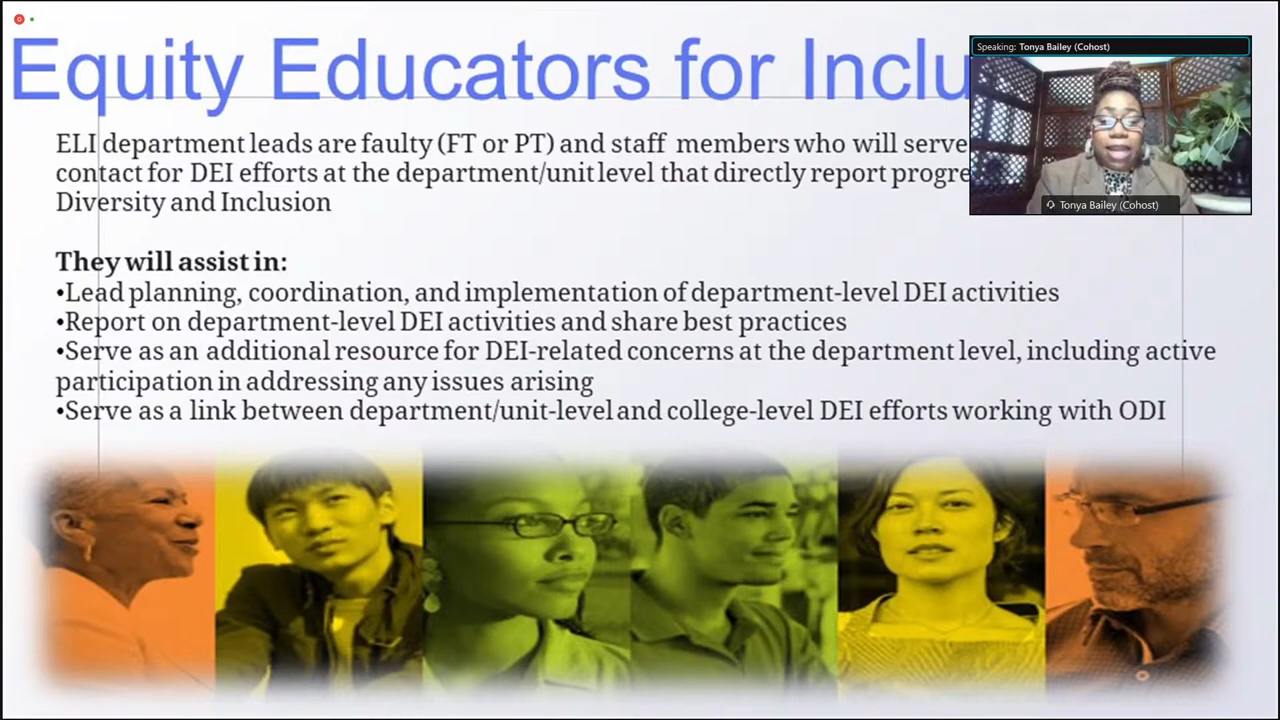 Equity Educators for Inclu
Speaking: Tonya Bailey (Cohost)
Tonya Bailey (Cohost)
ELI department leads are faulty (FT or PT) and staff members who will serve
contact for DEI efforts at the department/unit level that directly report progre
Diversity and Inclusion
They will assist in:
•Lead planning, coordination, and implementation of department-level DEI activities
•Report on department-level DEI activities and share best practices
•Serve as an additional resource for DEI-related concerns at the department level, including active
participation in addressing any issues arising
•Serve as a link between department/unit-level and college-level DEI efforts working with ODI